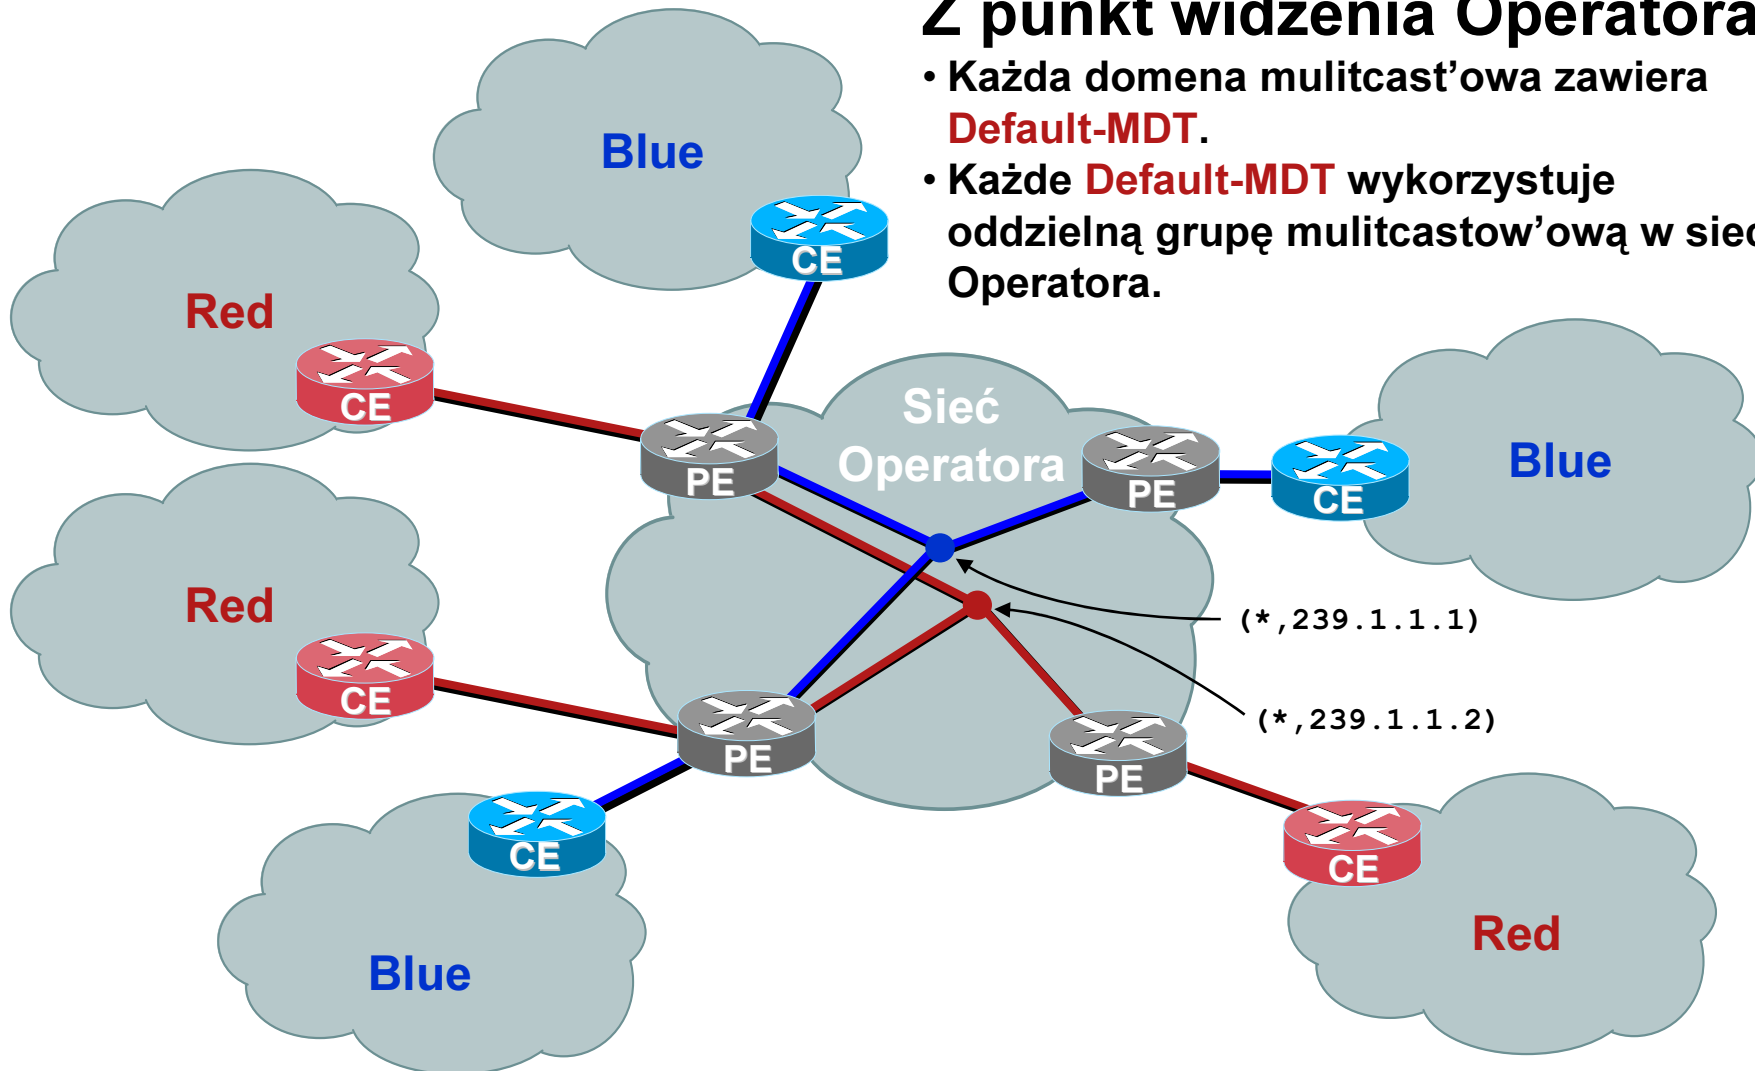 Z punkt widzenia Operatora
• Każda domena mulitcast’owa zawiera
Default-MDT.
• Każde Default-MDT wykorzystuje
oddzielną grupę mulitcastow’ową w siec
Operatora.
Blue
CE
Red
CE
Sieć
Operatora
PE
PE
CE
Blue
Red
CE
(*,239.1.1.1)
(*,239.1.1.2)
PE
PE
CE
Blue
CE
Red